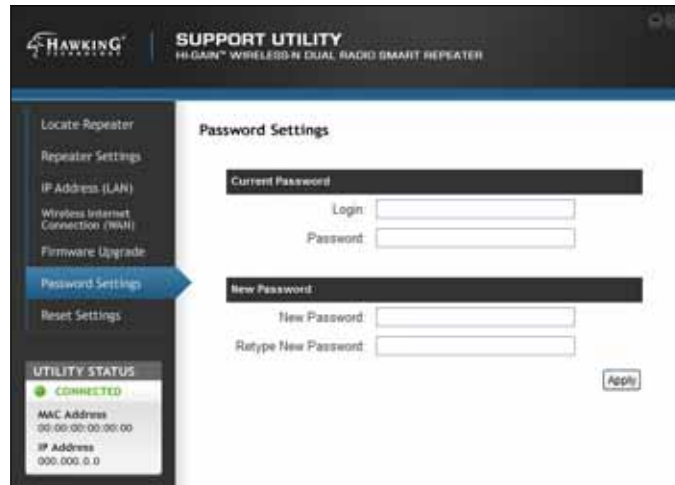 HAWKING
TECHNOLOGY
SUPPORT UTILITY
HI-GAIN™ WIRELESS-N DUAL RADIO SMART REPEATER
Locate Repeater
Repeater Settings
IP Address (LAN)
Wireless Internet
Connection (WAN)
Firmware Upgrade
Password Settings
Reset Settings
UTILITY STATUS
CONNECTED
MAC Address
00:00:00:00:00:00
IP Address
000.000.0.0
Password Settings
Current Password
Login
Password
New Password
New Password
Retype New Password
Apply